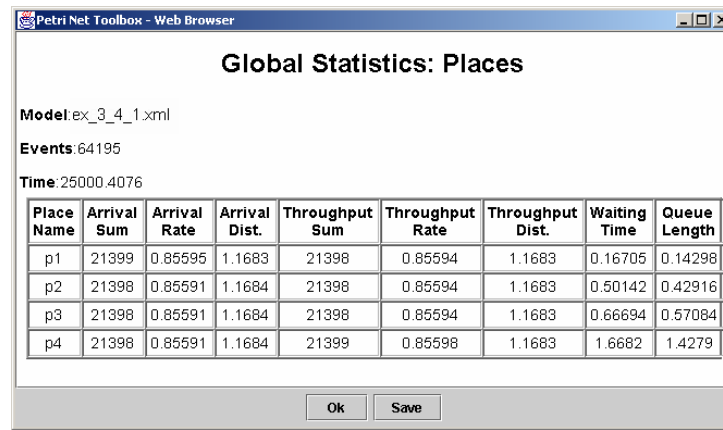 Petri Net Toolbox - Web Browser
Global Statistics: Places
Model:ex_3_4_1.xml
Events:64195
Time:25000.4076
Place Name Arrival Sum Arrival Rate Arrival Dist. Throughput Sum Throughput Rate Throughput Dist. Waiting Time Queue Length
p1 21399 0.85595 1.1683 21398 0.85594 1.1683 0.16705 0.14298
p2 21398 0.85591 1.1684 21398 0.85594 1.1683 0.50142 0.42916
p3 21398 0.85591 1.1684 21398 0.85594 1.1683 0.66694 0.57084
p4 21398 0.85591 1.1684 21399 0.85598 1.1683 1.6682 1.4279
Ok Save